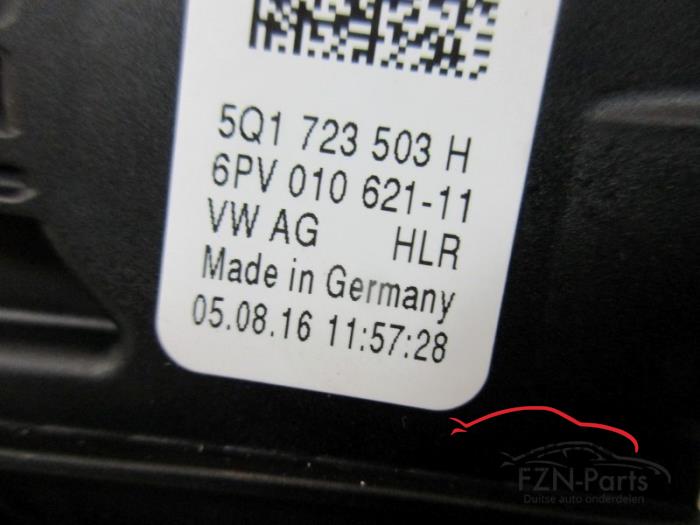 5Q1 723 503 H
6PV 010 621-11
VW AG HLR
Made in Germany
05.08.16 11:57:28
FZN-Parts
Duitse auto onderdelen